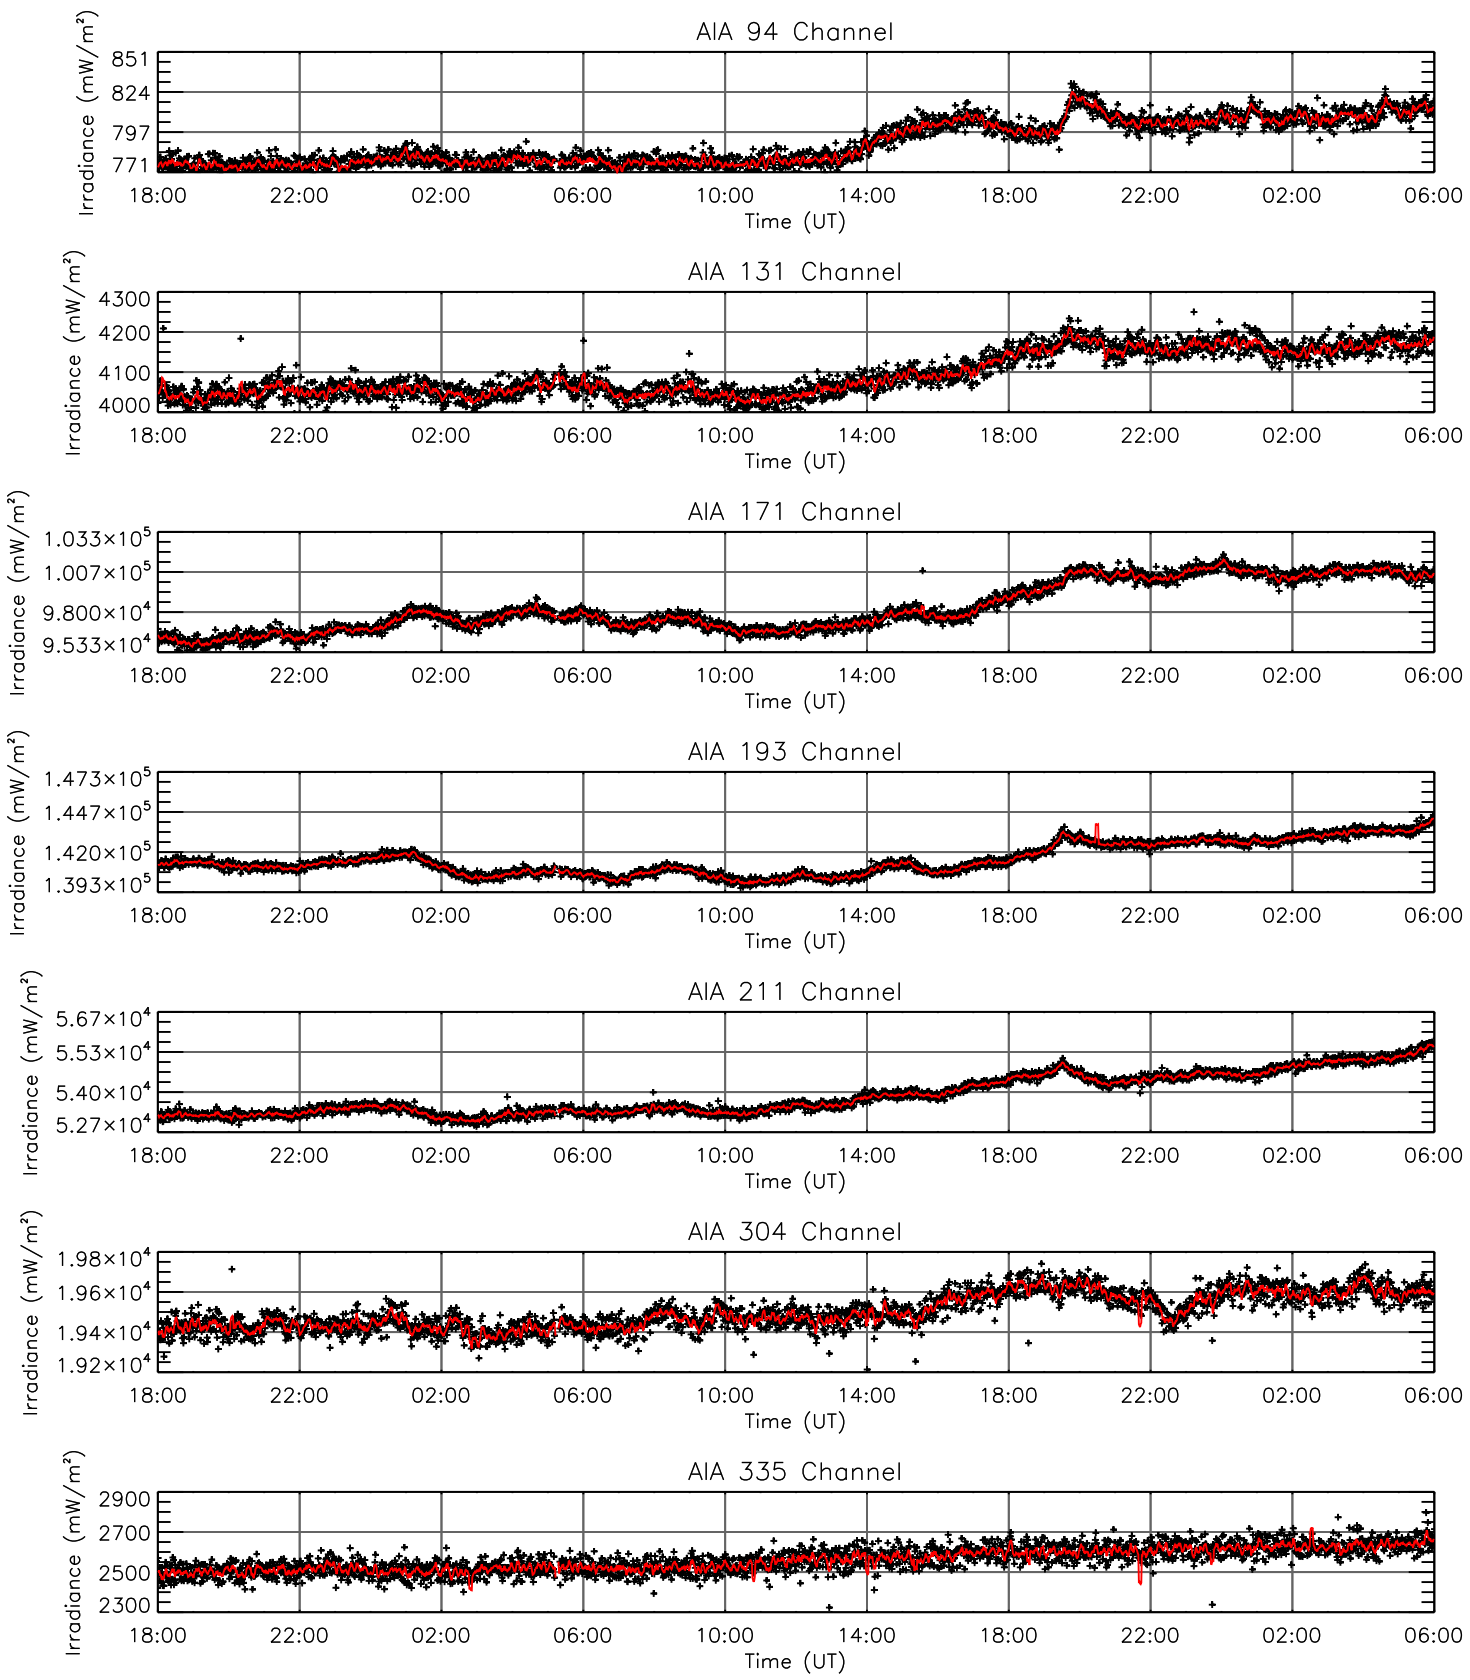 AIA 94 Channel
Irradiance (mW/m²)
851
824
797
771
18:00 22:00 02:00 06:00 10:00 14:00 18:00 22:00 02:00 06:00
Time (UT)
AIA 131 Channel
Irradiance (mW/m²)
4300
4200
4100
4000
18:00 22:00 02:00 06:00 10:00 14:00 18:00 22:00 02:00 06:00
Time (UT)
AIA 171 Channel
Irradiance (mW/m²)
1.033×10⁵
1.007×10⁵
9.800×10⁴
9.533×10⁴
18:00 22:00 02:00 06:00 10:00 14:00 18:00 22:00 02:00 06:00
Time (UT)
AIA 193 Channel
Irradiance (mW/m²)
1.473×10⁵
1.447×10⁵
1.420×10⁵
1.393×10⁵
18:00 22:00 02:00 06:00 10:00 14:00 18:00 22:00 02:00 06:00
Time (UT)
AIA 211 Channel
Irradiance (mW/m²)
5.67×10⁴
5.53×10⁴
5.40×10⁴
5.27×10⁴
18:00 22:00 02:00 06:00 10:00 14:00 18:00 22:00 02:00 06:00
Time (UT)
AIA 304 Channel
Irradiance (mW/m²)
1.98×10⁴
1.96×10⁴
1.94×10⁴
1.92×10⁴
18:00 22:00 02:00 06:00 10:00 14:00 18:00 22:00 02:00 06:00
Time (UT)
AIA 335 Channel
Irradiance (mW/m²)
2900
2700
2500
2300
18:00 22:00 02:00 06:00 10:00 14:00 18:00 22:00 02:00 06:00
Time (UT)